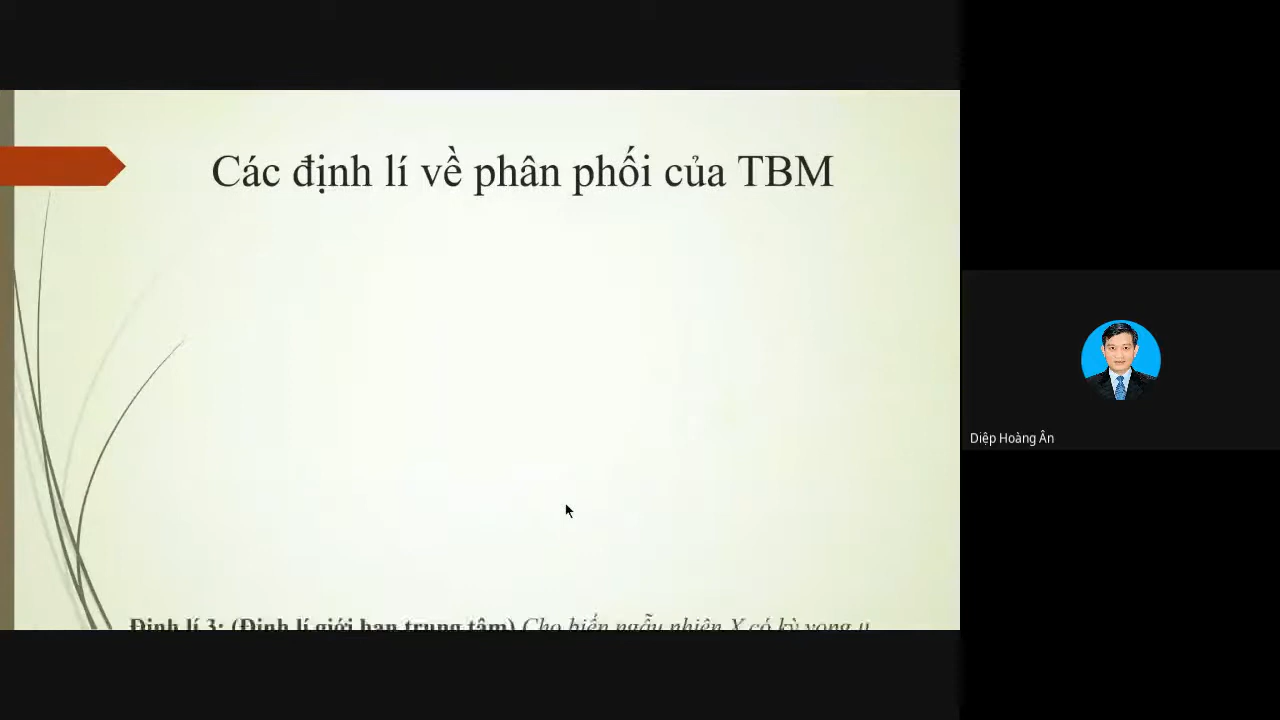 Các định lí về phân phối của TBM
Định lí 3: (Định lí giới hạn trung tâm) Cho biến ngẫu nhiên X có kỳ vọng μ
Diệp Hoàng Ân